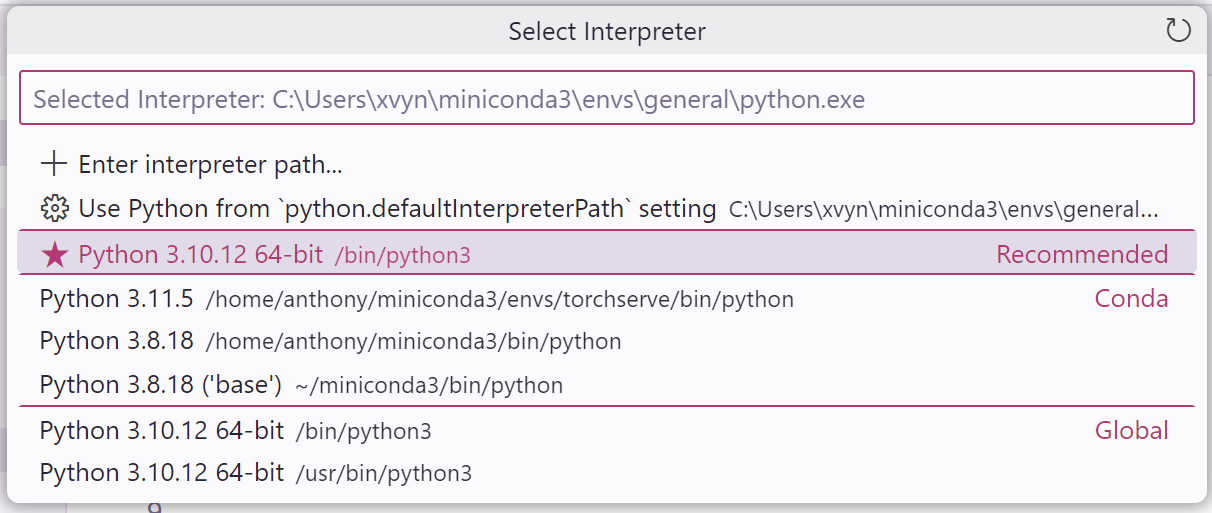 Select Interpreter
Selected Interpreter: C:\Users\xvyn\miniconda3\envs\general\python.exe
Enter interpreter path...
Use Python from `python.defaultInterpreterPath` setting C:\Users\xvyn\miniconda3\envs\general...
Python 3.10.12 64-bit /bin/python3 Recommended
Python 3.11.5 /home/anthony/miniconda3/envs/torchserve/bin/python Conda
Python 3.8.18 /home/anthony/miniconda3/bin/python
Python 3.8.18 ('base') ~/miniconda3/bin/python
Python 3.10.12 64-bit /bin/python3 Global
Python 3.10.12 64-bit /usr/bin/python3